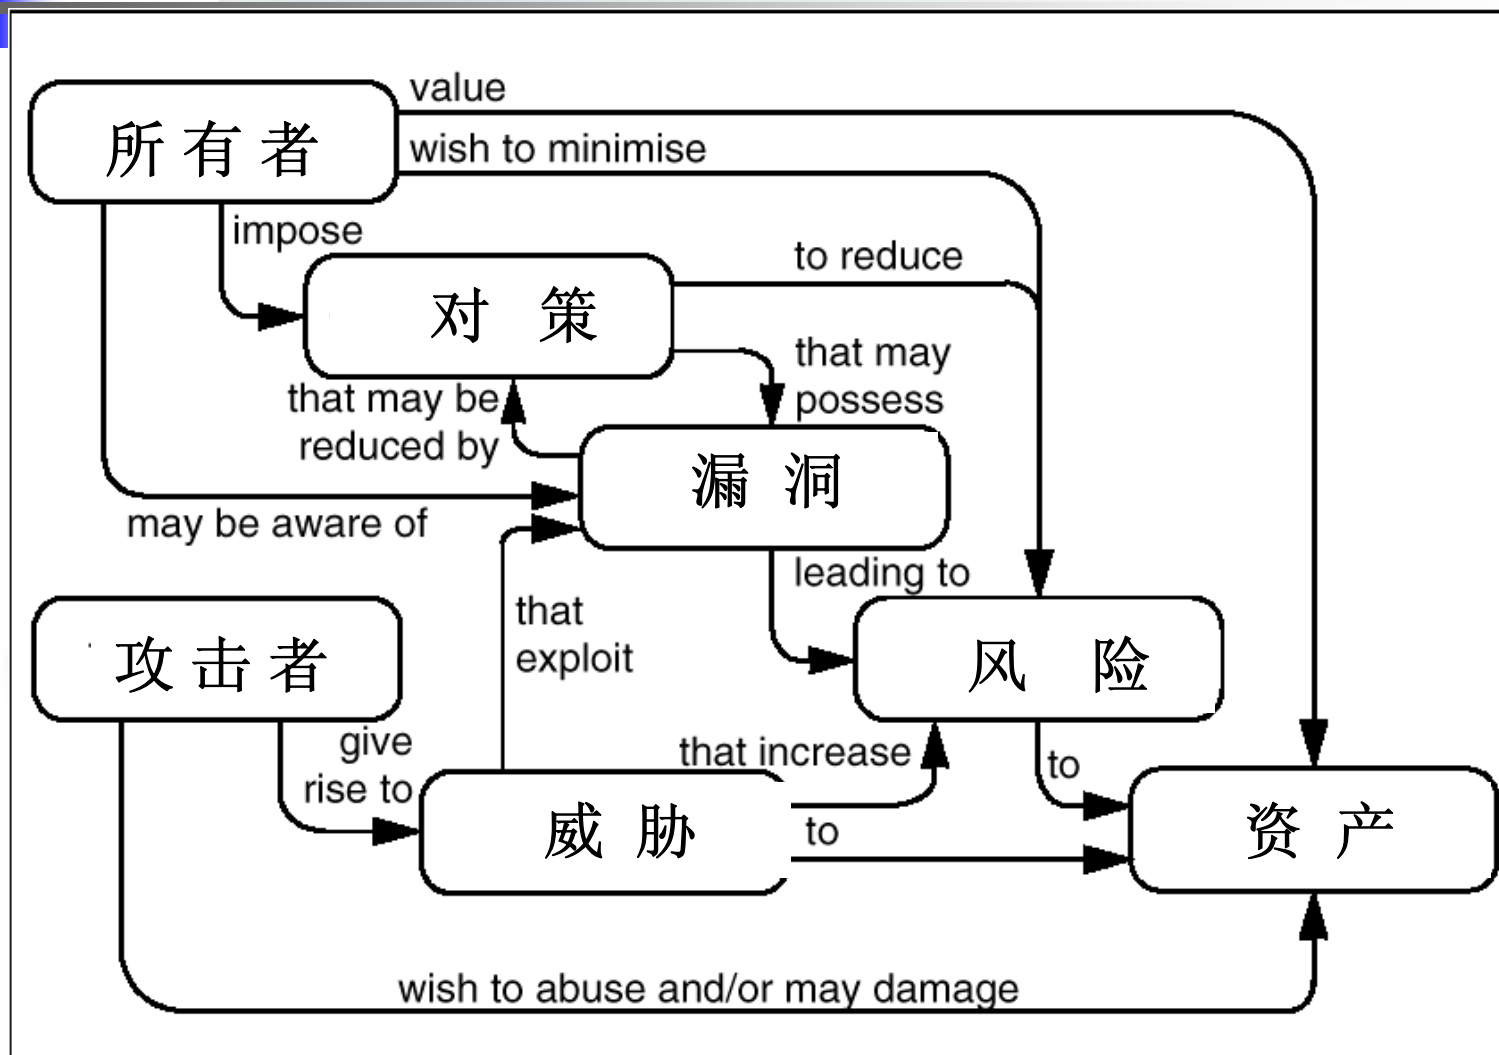 value
所有者
wish to minimise
impose
to reduce
对 策
that may
possess
that may be
reduced by
漏 洞
may be aware of
leading to
that
exploit
攻击者
风 险
give
rise to
that increase
to
威 胁
to
资 产
wish to abuse and/or may damage